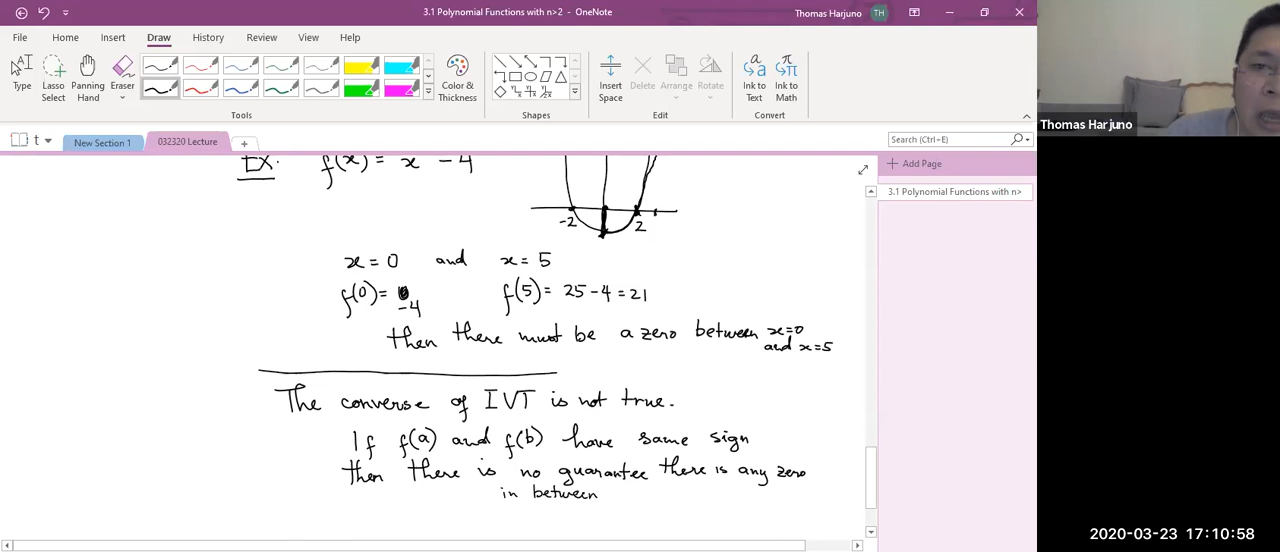 3.1 Polynomial Functions with n>2 - OneNote
Thomas Harjuno TH
File Home Insert Draw History Review View Help
Type Lasso Select Panning Hand Eraser
Color & Thickness
Insert Space Delete Arrange Rotate
Ink to Text Ink to Math
Tools Shapes Edit Convert
Thomas Harjuno
t New Section 1 032320 Lecture
Search (Ctrl+E)
Add Page
3.1 Polynomial Functions with n>
Ex: f(x) = x - 4
-2 2
x = 0 and x = 5
f(0) = -4 f(5) = 25 - 4 = 21
then there must be a zero between x=0
and x=5
The converse of IVT is not true.
If f(a) and f(b) have same sign
then there is no guarantee there is any zero
in between
2020-03-23 17:10:58